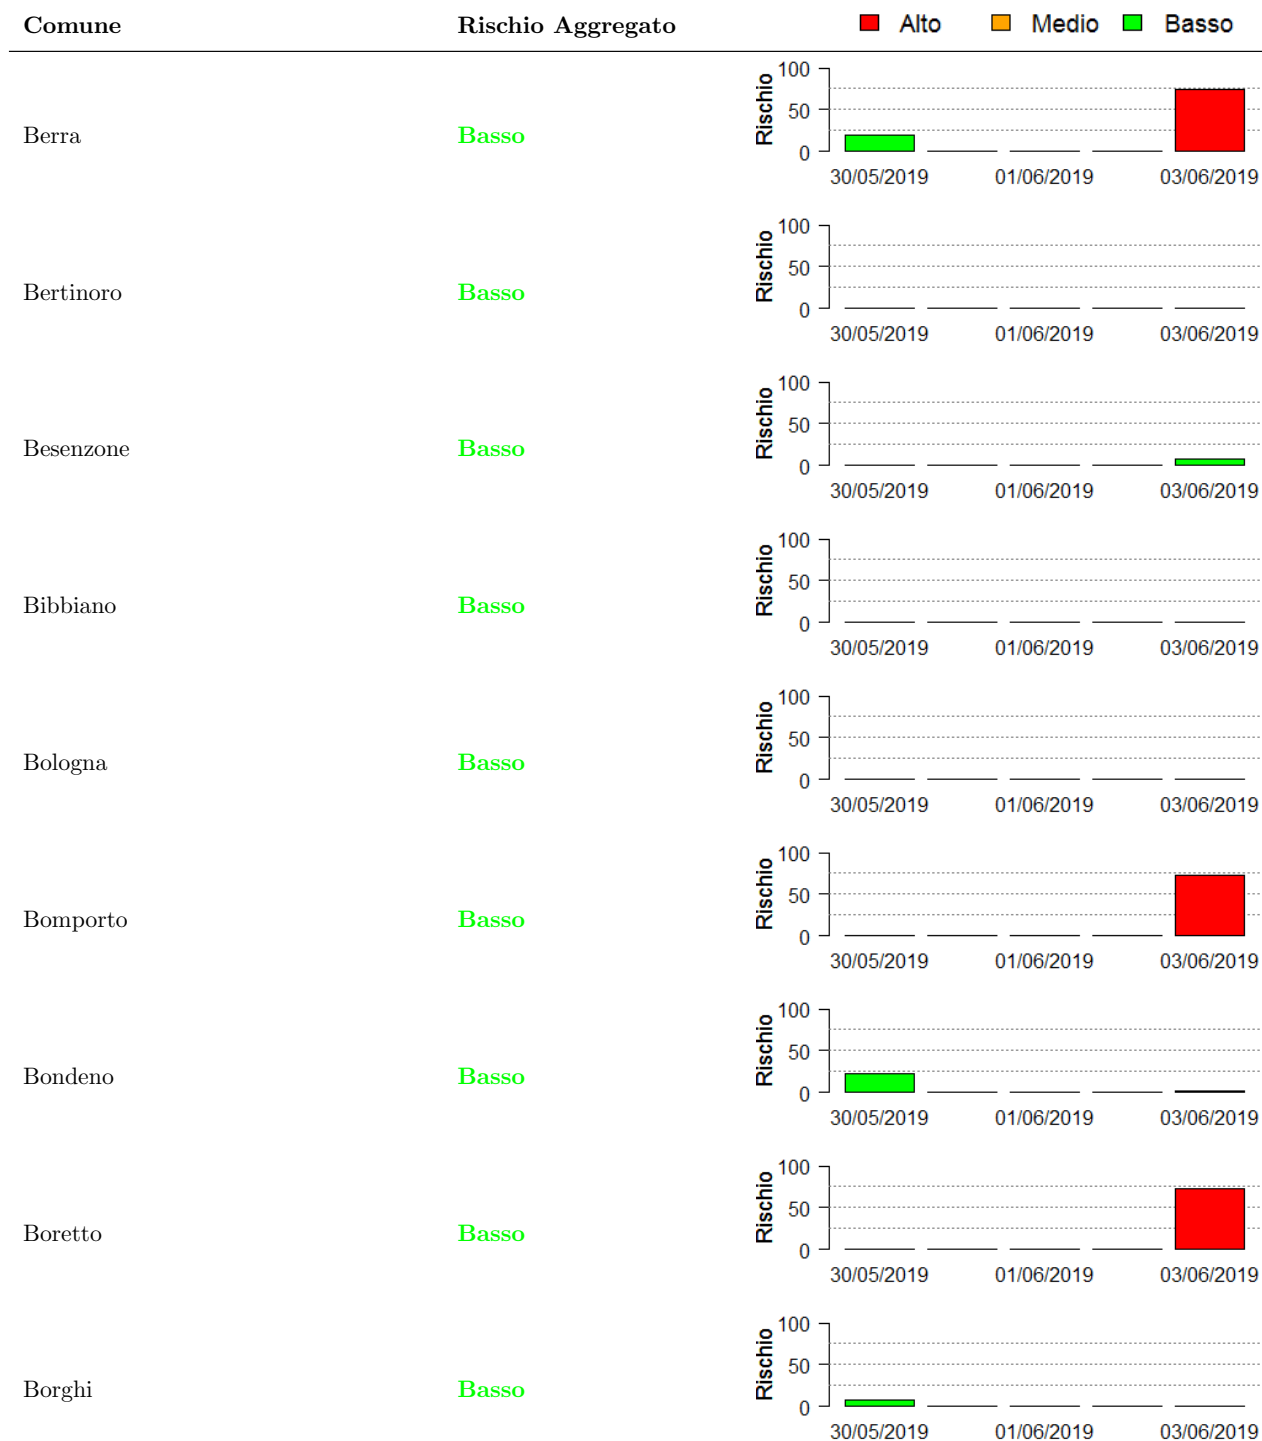 Comune Rischio Aggregato Alto Medio Basso
Berra Basso Rischio 100 50 0
30/05/2019 01/06/2019 03/06/2019
Bertinoro Basso Rischio 100 50 0
30/05/2019 01/06/2019 03/06/2019
Besenzone Basso Rischio 100 50 0
30/05/2019 01/06/2019 03/06/2019
Bibbiano Basso Rischio 100 50 0
30/05/2019 01/06/2019 03/06/2019
Bologna Basso Rischio 100 50 0
30/05/2019 01/06/2019 03/06/2019
Bomporto Basso Rischio 100 50 0
30/05/2019 01/06/2019 03/06/2019
Bondeno Basso Rischio 100 50 0
30/05/2019 01/06/2019 03/06/2019
Boretto Basso Rischio 100 50 0
30/05/2019 01/06/2019 03/06/2019
Borghi Basso Rischio 100 50 0
30/05/2019 01/06/2019 03/06/2019